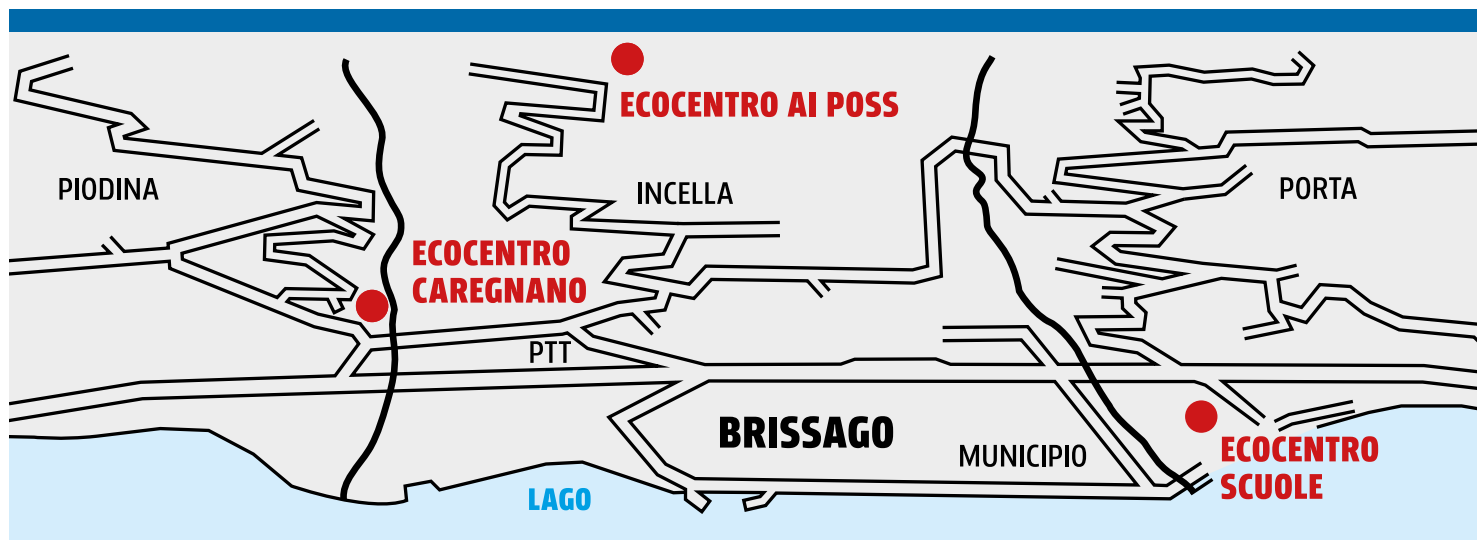 ECOCENTRO AI POSS
PIODINA
INCELLA
PORTA
ECOCENTRO
CAREGNANO
PTT
BRISSAGO
MUNICIPIO
ECOCENTRO
SCUOLE
LAGO